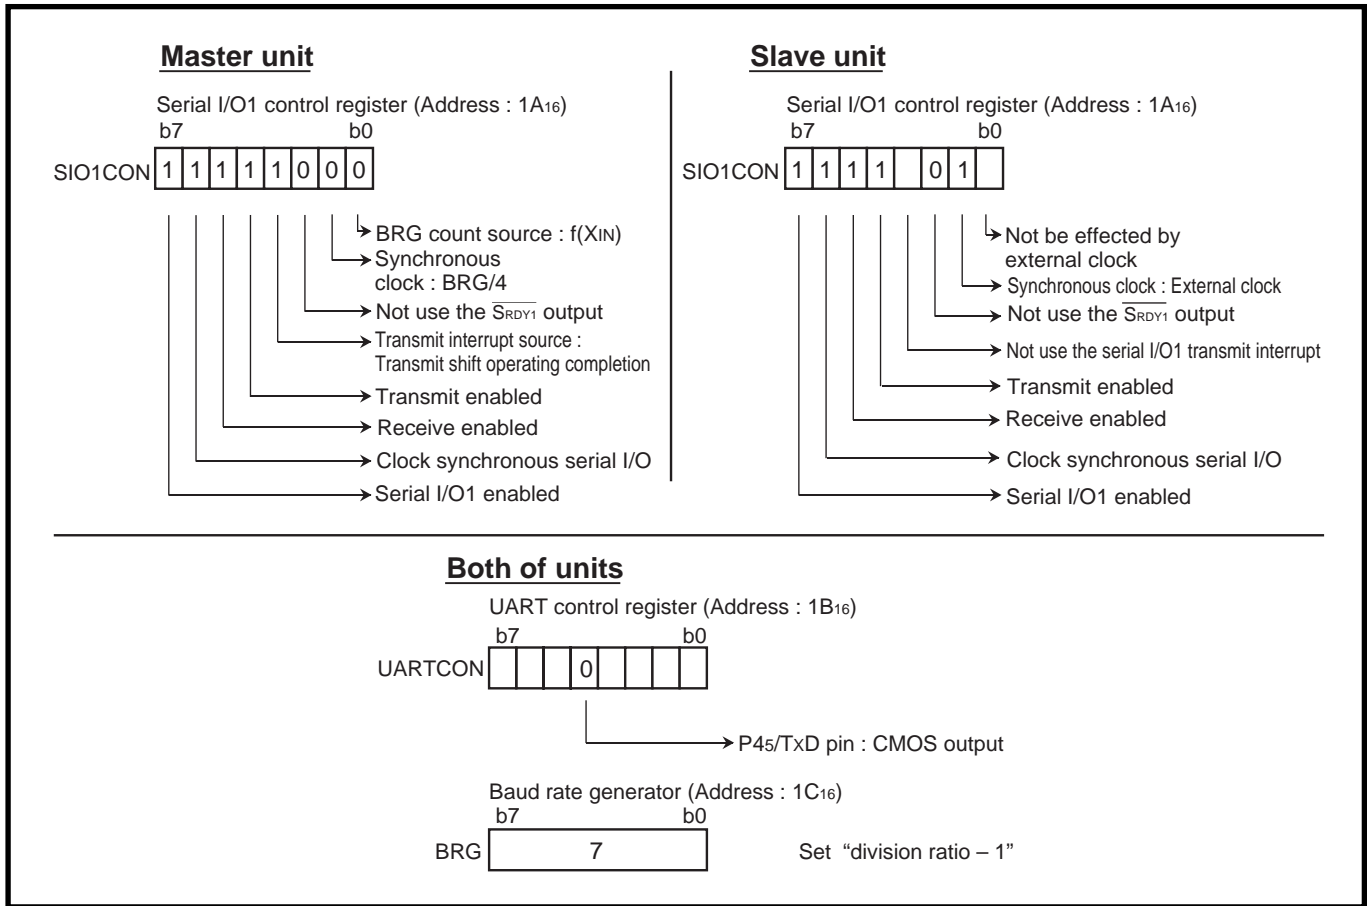 Master unit
Serial I/O1 control register (Address : 1A16)
b7 b0
SIO1CON 1 1 1 1 1 0 0 0
BRG count source : f(XIN)
Synchronous
clock : BRG/4
Not use the SRDY1 output
Transmit interrupt source :
Transmit shift operating completion
Transmit enabled
Receive enabled
Clock synchronous serial I/O
Serial I/O1 enabled
Slave unit
Serial I/O1 control register (Address : 1A16)
b7 b0
SIO1CON 1 1 1 1 0 1
Not be effected by
external clock
Synchronous clock : External clock
Not use the SRDY1 output
Not use the serial I/O1 transmit interrupt
Transmit enabled
Receive enabled
Clock synchronous serial I/O
Serial I/O1 enabled
Both of units
UART control register (Address : 1B16)
b7 b0
UARTCON 0
P45/TXD pin : CMOS output
Baud rate generator (Address : 1C16)
b7 b0
BRG 7 Set “division ratio – 1”